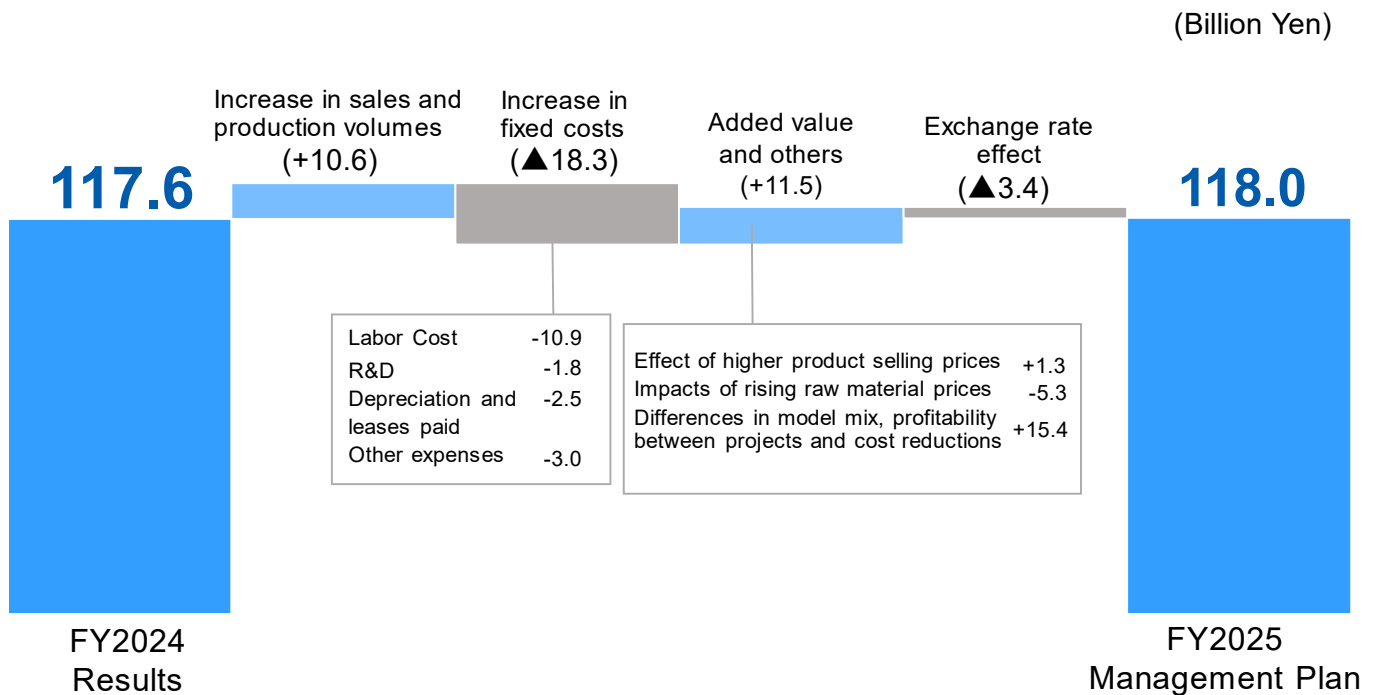 (Billion Yen)
Increase in sales and
production volumes
(+10.6)
Increase in
fixed costs
(▲18.3)
Added value
and others
(+11.5)
Exchange rate
effect
(▲3.4)
117.6
118.0
Labor Cost -10.9
R&D -1.8
Depreciation and -2.5
leases paid
Other expenses -3.0
Effect of higher product selling prices +1.3
Impacts of rising raw material prices -5.3
Differences in model mix, profitability
between projects and cost reductions +15.4
FY2024
Results
FY2025
Management Plan